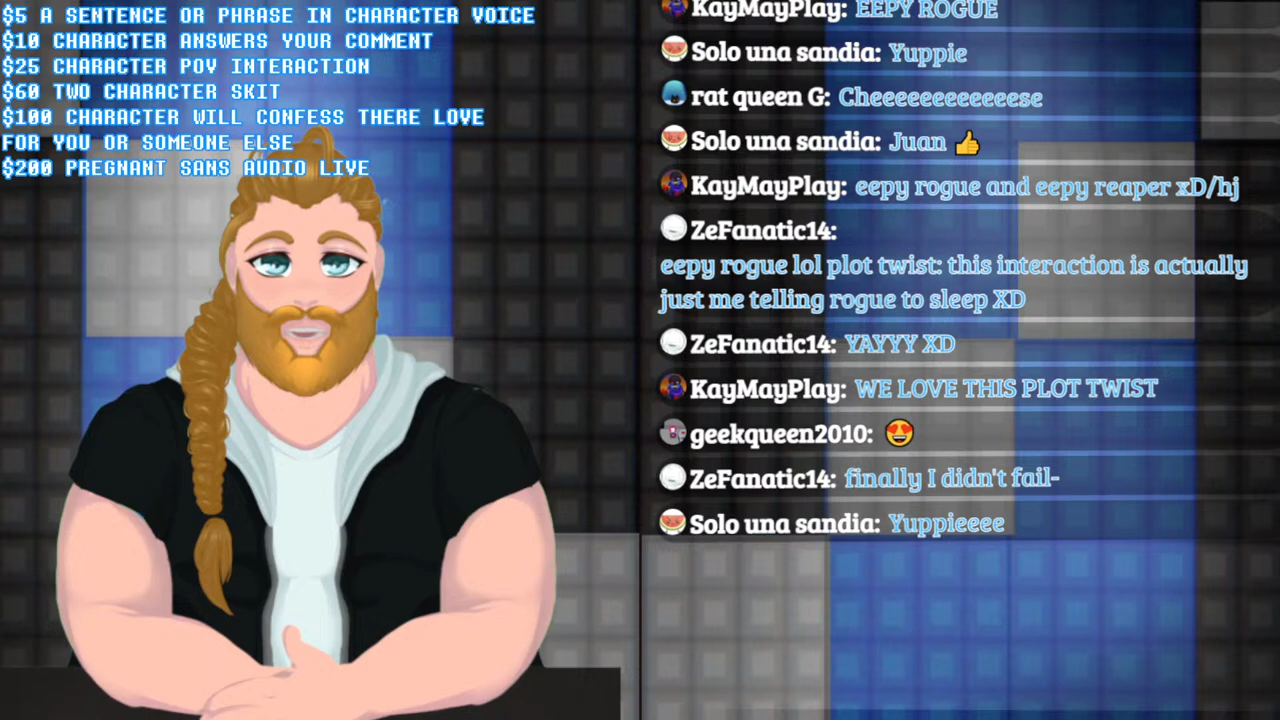 $5 A SENTENCE OR PHRASE IN CHARACTER VOICE
$10 CHARACTER ANSWERS YOUR COMMENT
$25 CHARACTER POV INTERACTION
$60 TWO CHARACTER SKIT
$100 CHARACTER WILL CONFESS THERE LOVE
FOR YOU OR SOMEONE ELSE
$200 PREGNANT SANS AUDIO LIVE
KayMayPlay: EEPY ROGUE
Solo una sandia: Yuppie
rat queen G: Cheeeeeeeeeeeese
Solo una sandia: Juan 👍
KayMayPlay: eepy rogue and eepy reaper xD/hj
ZeFanatic14:
eepy rogue lol plot twist: this interaction is actually
just me telling rogue to sleep XD
ZeFanatic14: YAYYY XD
KayMayPlay: WE LOVE THIS PLOT TWIST
geekqueen2010: 😍
ZeFanatic14: finally I didn't fail-
Solo una sandia: Yuppieeee